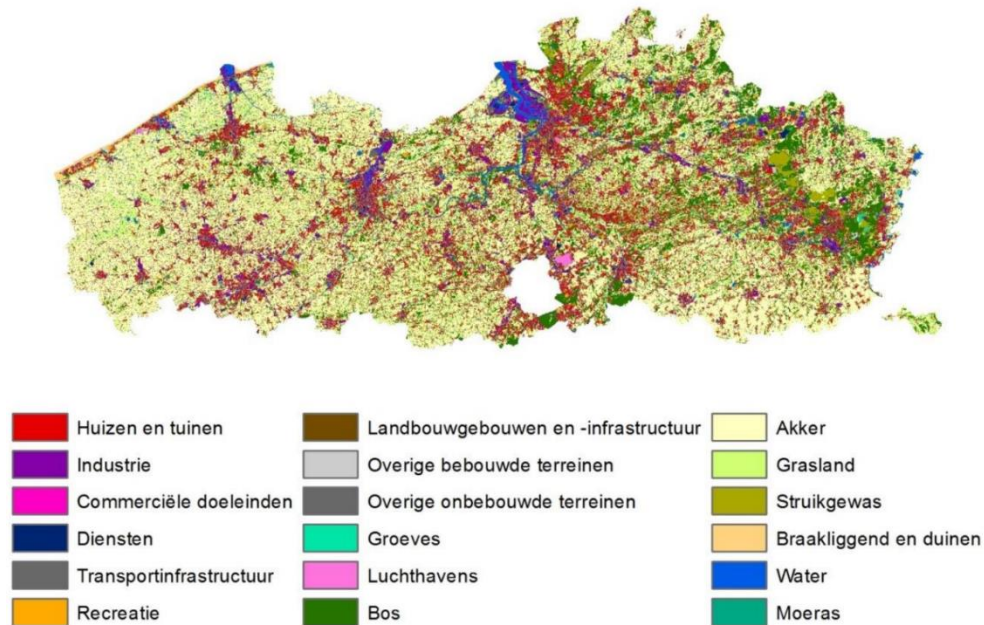 Huizen en tuinen
Industrie
Commerciële doeleinden
Diensten
Transportinfrastructuur
Recreatie
Landbouwgebouwen en -infrastructuur
Overige bebouwde terreinen
Overige onbebouwde terreinen
Groeves
Luchthavens
Bos
Akker
Grasland
Struikgewas
Braakliggend en duinen
Water
Moeras